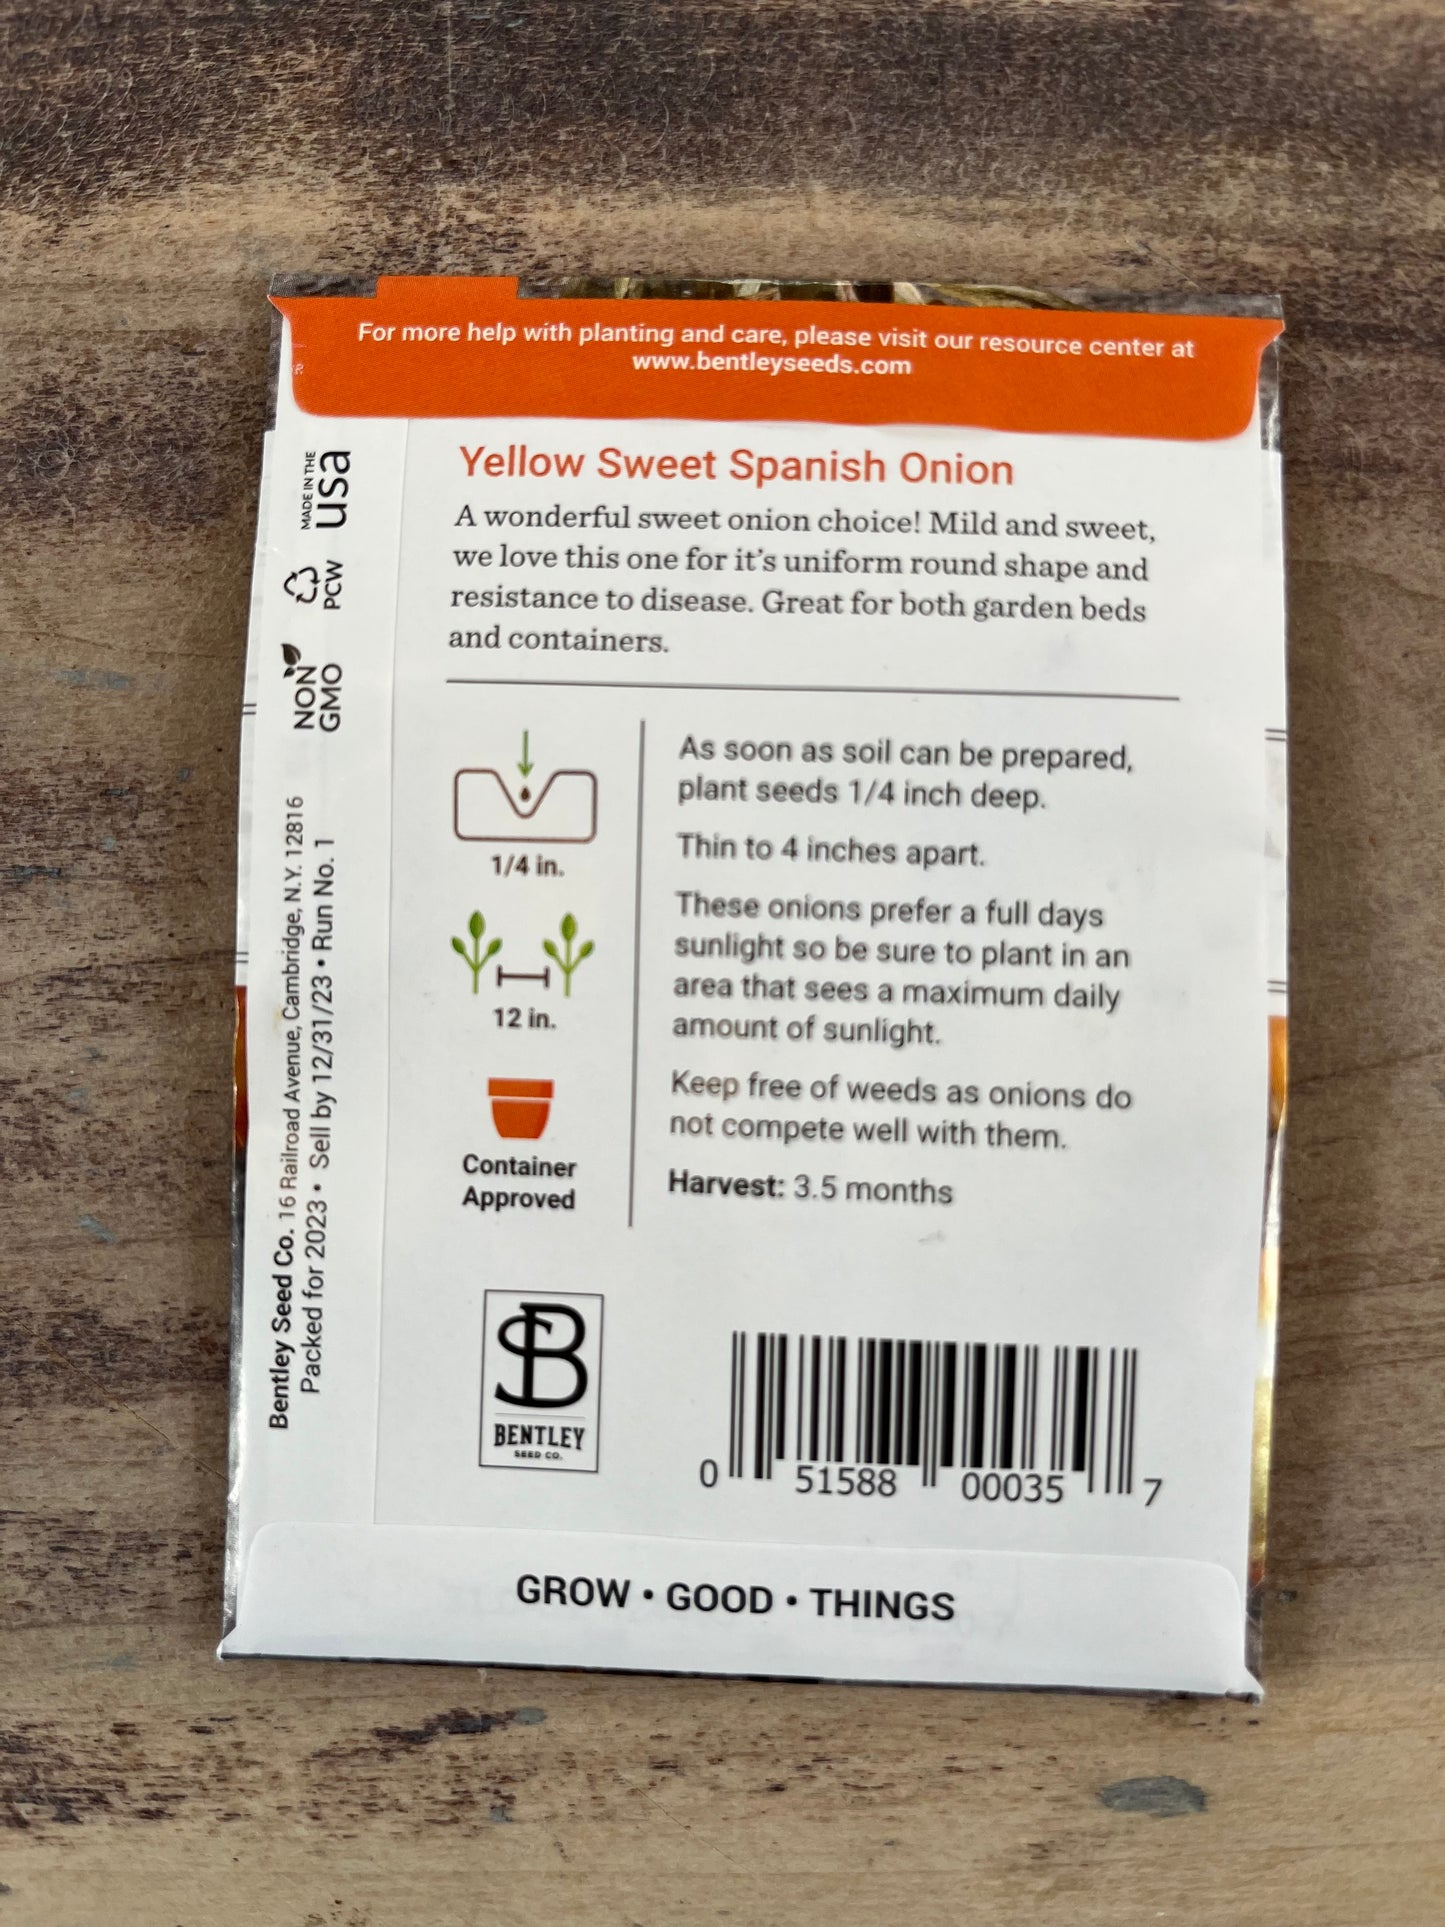 For more help with planting and care, please visit our resource center at
www.bentleyseeds.com
Yellow Sweet Spanish Onion
A wonderful sweet onion choice! Mild and sweet,
we love this one for it's uniform round shape and
resistance to disease. Great for both garden beds
and containers.
1/4 in.
12 in.
Container
Approved
As soon as soil can be prepared,
plant seeds 1/4 inch deep.
Thin to 4 inches apart.
These onions prefer a full days
sunlight so be sure to plant in an
area that sees a maximum daily
amount of sunlight.
Keep free of weeds as onions do
not compete well with them.
Harvest: 3.5 months
MADE IN THE
usa
PCW
NON
GMO
Bentley Seed Co. 16 Railroad Avenue, Cambridge, N.Y. 12816
Packed for 2023 • Sell by 12/31/23 • Run No. 1
SB
BENTLEY
SEED CO.
0 51588 00035 7
GROW • GOOD • THINGS